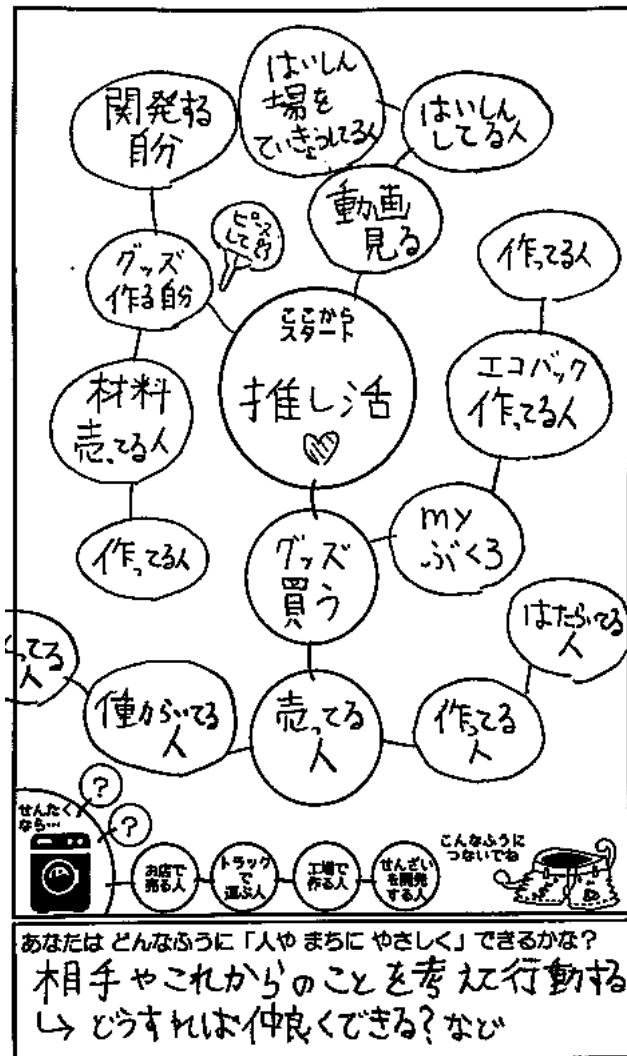 はいしん
場を
ていきょうしてる人
はいしん
してる人
関発する
自分
動画
見る
グッズ
作る自分
作ってる人
ここから
スタート
推し活
エコバック
作ってる人
材料
売ってる人
my
ぶくろ
グッズ
買う
作ってる人
はたらいてる
人
ってる
人
働からいてる
人
売ってる
人
作ってる
人
せんたく
なら…
?
?
お店で
売る人
トラック
で
運ぶ人
工場で
作る人
せんざい
を開発
する人
こんなふうに
つないでね
あなたは どんなふうに「人や まちに やさしく」できるかな?
相手やこれからのことを考えて行動する
↳ どうすれば仲良くできる?など